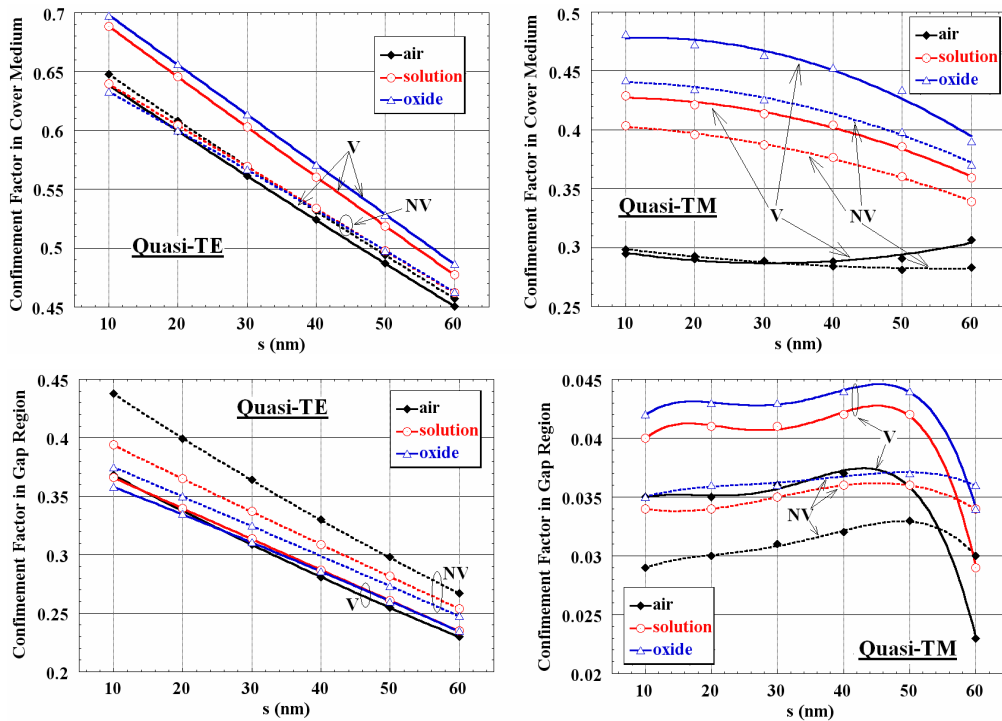 Confinement Factor in Cover Medium
0.7
0.65
0.6
0.55
0.5
0.45
air
solution
oxide
V
NV
Quasi-TE
10 20 30 40 50 60
s (nm)
Confinement Factor in Cover Medium
0.5
0.45
0.4
0.35
0.3
0.25
air
solution
oxide
Quasi-TM
V
NV
10 20 30 40 50 60
s (nm)
Confinement Factor in Gap Region
0.45
0.4
0.35
0.3
0.25
0.2
Quasi-TE
air
solution
oxide
NV
V
10 20 30 40 50 60
s (nm)
Confinement Factor in Gap Region
0.045
0.04
0.035
0.03
0.025
0.02
V
NV
air
solution
oxide
Quasi-TM
10 20 30 40 50 60
s (nm)